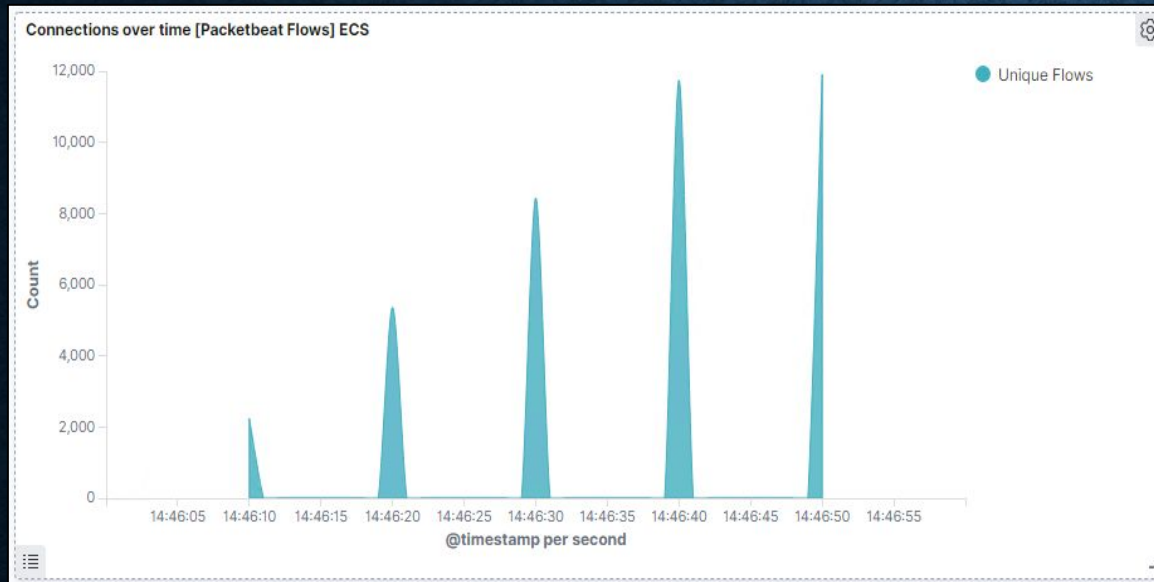 Connections over time [Packetbeat Flows] ECS
Unique Flows
12,000
10,000
8,000
6,000
4,000
2,000
0
Count
14:46:05 14:46:10 14:46:15 14:46:20 14:46:25 14:46:30 14:46:35 14:46:40 14:46:45 14:46:50 14:46:55
@timestamp per second